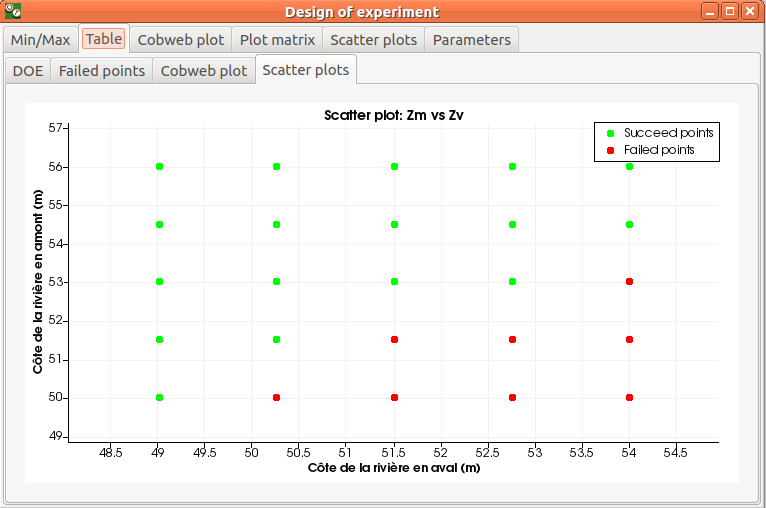 Design of experiment
Min/Max Table Cobweb plot Plot matrix Scatter plots Parameters
DOE Failed points Cobweb plot Scatter plots
Scatter plot: Zm vs Zv
Succeed points
Failed points
Côte de la rivière en amont (m)
57
56
55
54
53
52
51
50
49
48.5 49 49.5 50 50.5 51 51.5 52 52.5 53 53.5 54 54.5
Côte de la rivière en aval (m)